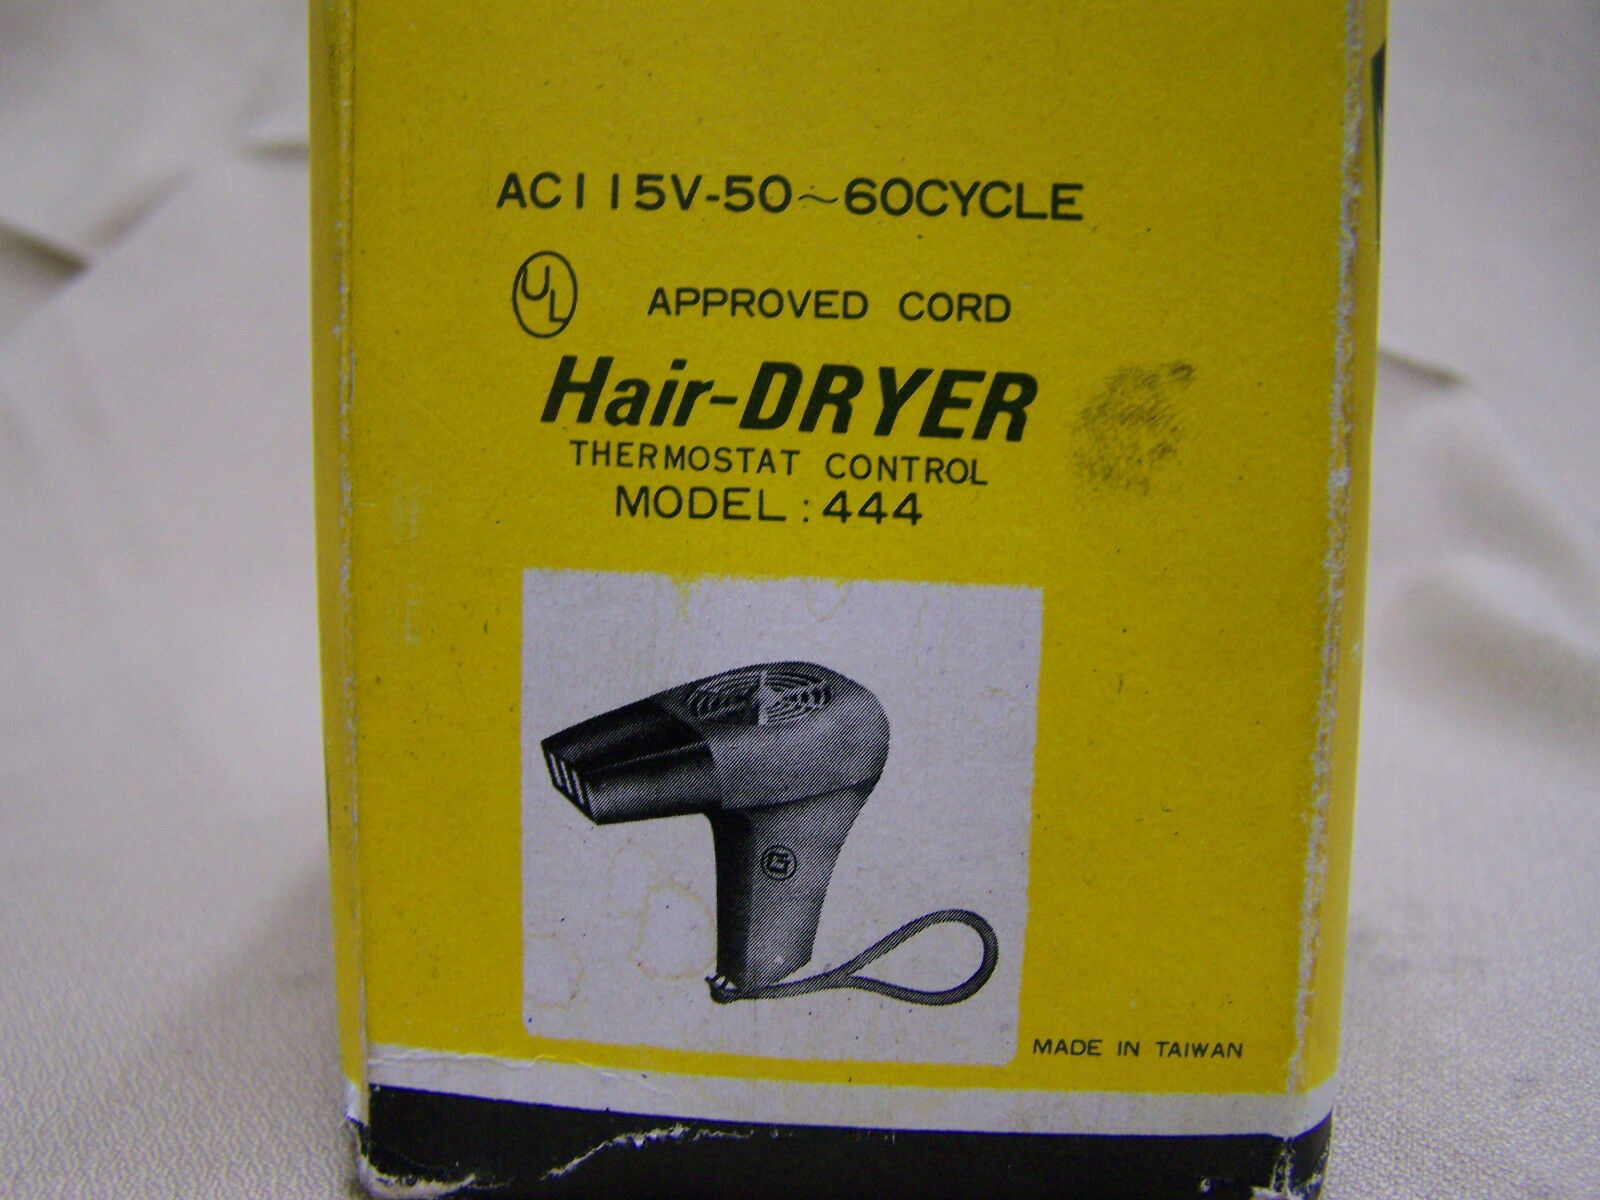 AC115V-50~60CYCLE
UL APPROVED CORD
Hair-DRYER
THERMOSTAT CONTROL
MODEL:444
G
MADE IN TAIWAN